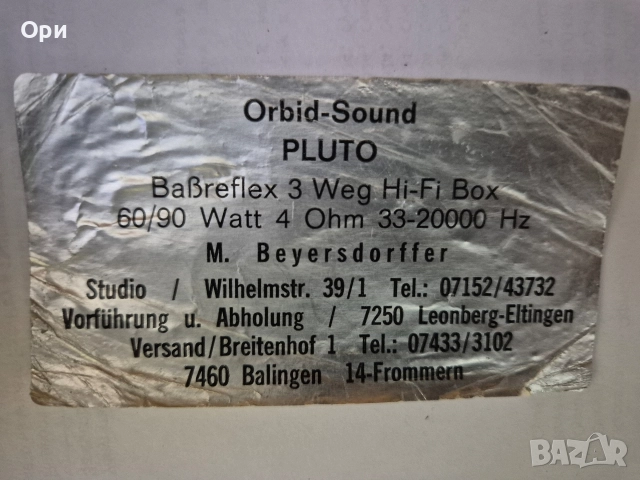 Ори
Orbid-Sound
PLUTO
Baßreflex 3 Weg Hi-Fi Box
60/90 Watt 4 Ohm 33-20000 Hz
M. Beyersdorffer
Studio / Wilhelmstr. 39/1 Tel.: 07152/43732
Vorführung u. Abholung / 7250 Leonberg-Eltingen
Versand/Breitenhof 1 Tel.: 07433/3102
7460 Balingen 14-Frommern
BAZAR